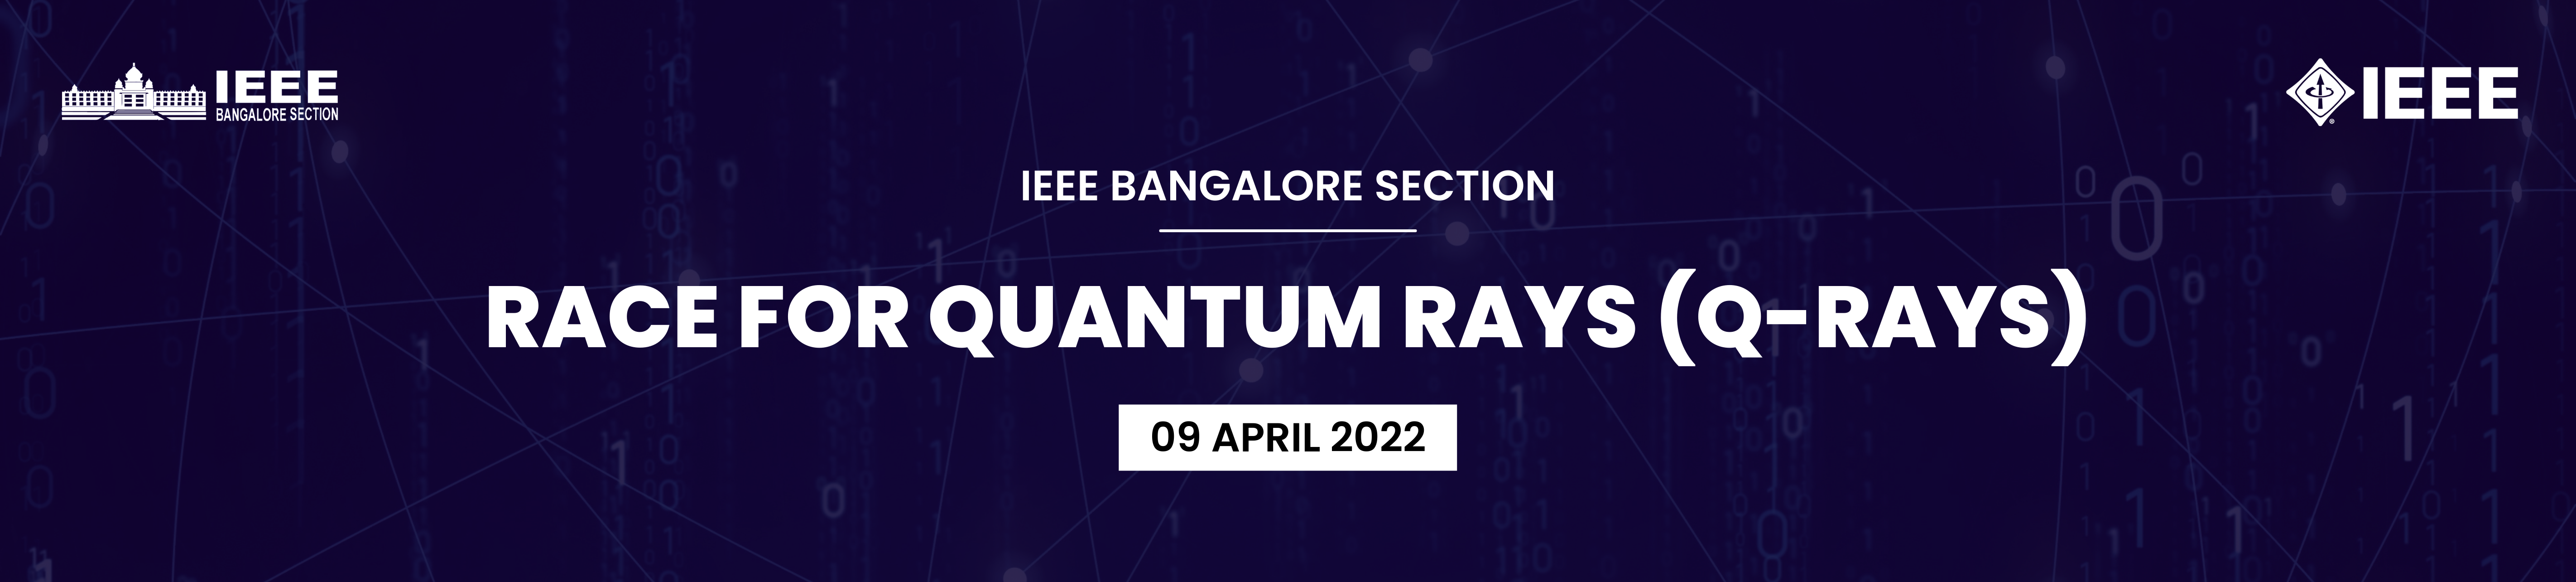 IEEE
BANGALORE SECTION
IEEE
IEEE BANGALORE SECTION
RACE FOR QUANTUM RAYS (Q-RAYS)
09 APRIL 2022